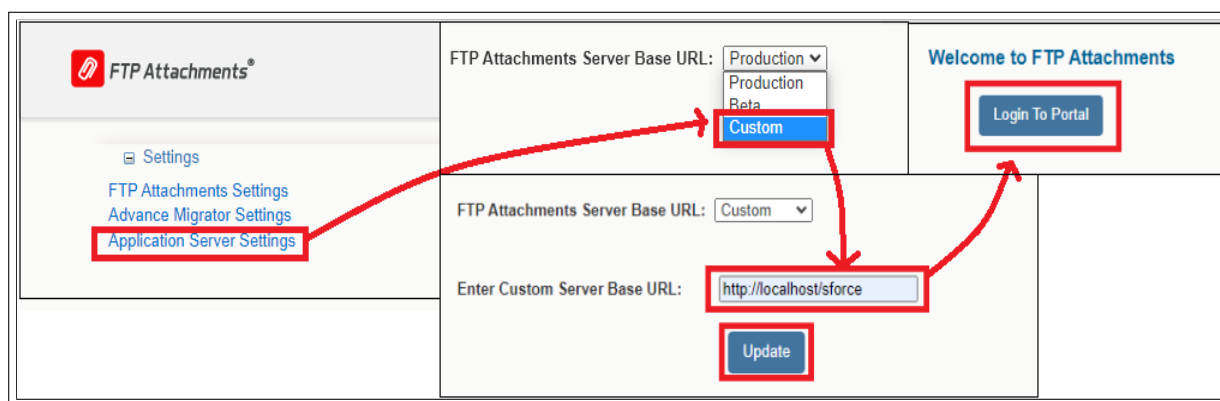 FTP Attachments®
Settings
FTP Attachments Settings
Advance Migrator Settings
Application Server Settings
FTP Attachments Server Base URL: Production
Production
Beta
Custom
FTP Attachments Server Base URL: Custom
Enter Custom Server Base URL: http://localhost/sforce
Update
Welcome to FTP Attachments
Login To Portal